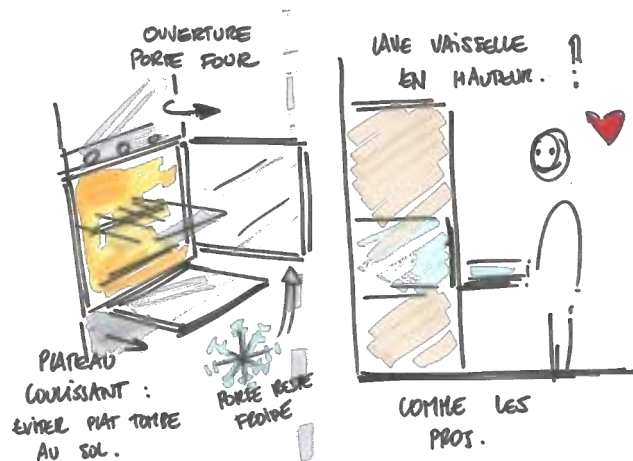 OUVERTURE
PORTE FOUR
PLATEAU
COULISSANT :
EVITER PLAT TOMBE
AU SOL.
PORTE RESTE
FROIDE
LAVE VAISSELLE
EN HAUTEUR. !
COMME LES
PROS.